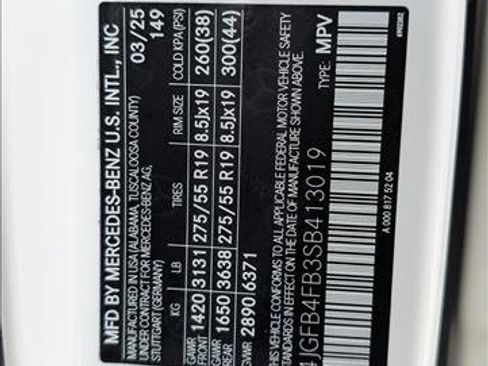 MFD BY MERCEDES-BENZ U.S. INTL., INC
IN VANCE, USA (ALABAMA, TUSCALOOSA COUNTY) 03/25
UNDER CONTRACT FOR MERCEDES-BENZ AG, 149
STUTTGART (GERMANY)
KG LB TIRES RIM SIZE COLD KPA (PSI)
GAWR FRONT 1420 3131 275/55 R19 8.5Jx19 260(38)
GAWR REAR 1650 3638 275/55 R19 8.5Jx19 300(44)
GVWR 2890 6371
THIS VEHICLE CONFORMS TO ALL APPLICABLE FEDERAL MOTOR VEHICLE SAFETY
STANDARDS IN EFFECT ON THE DATE OF MANUFACTURE SHOWN ABOVE.
4JGFB4FB3SB413019 TYPE: MPV
A 000 817 52 04